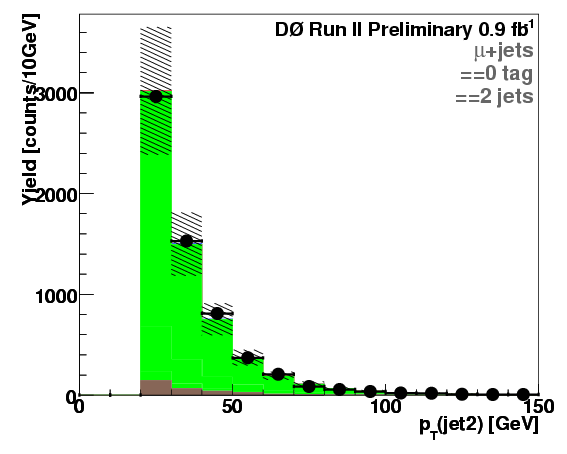 DØ Run II Preliminary 0.9 fb-1
μ+jets
==0 tag
==2 jets
Yield [counts/10GeV]
3000
2000
1000
0
0 50 100 150
pT(jet2) [GeV]